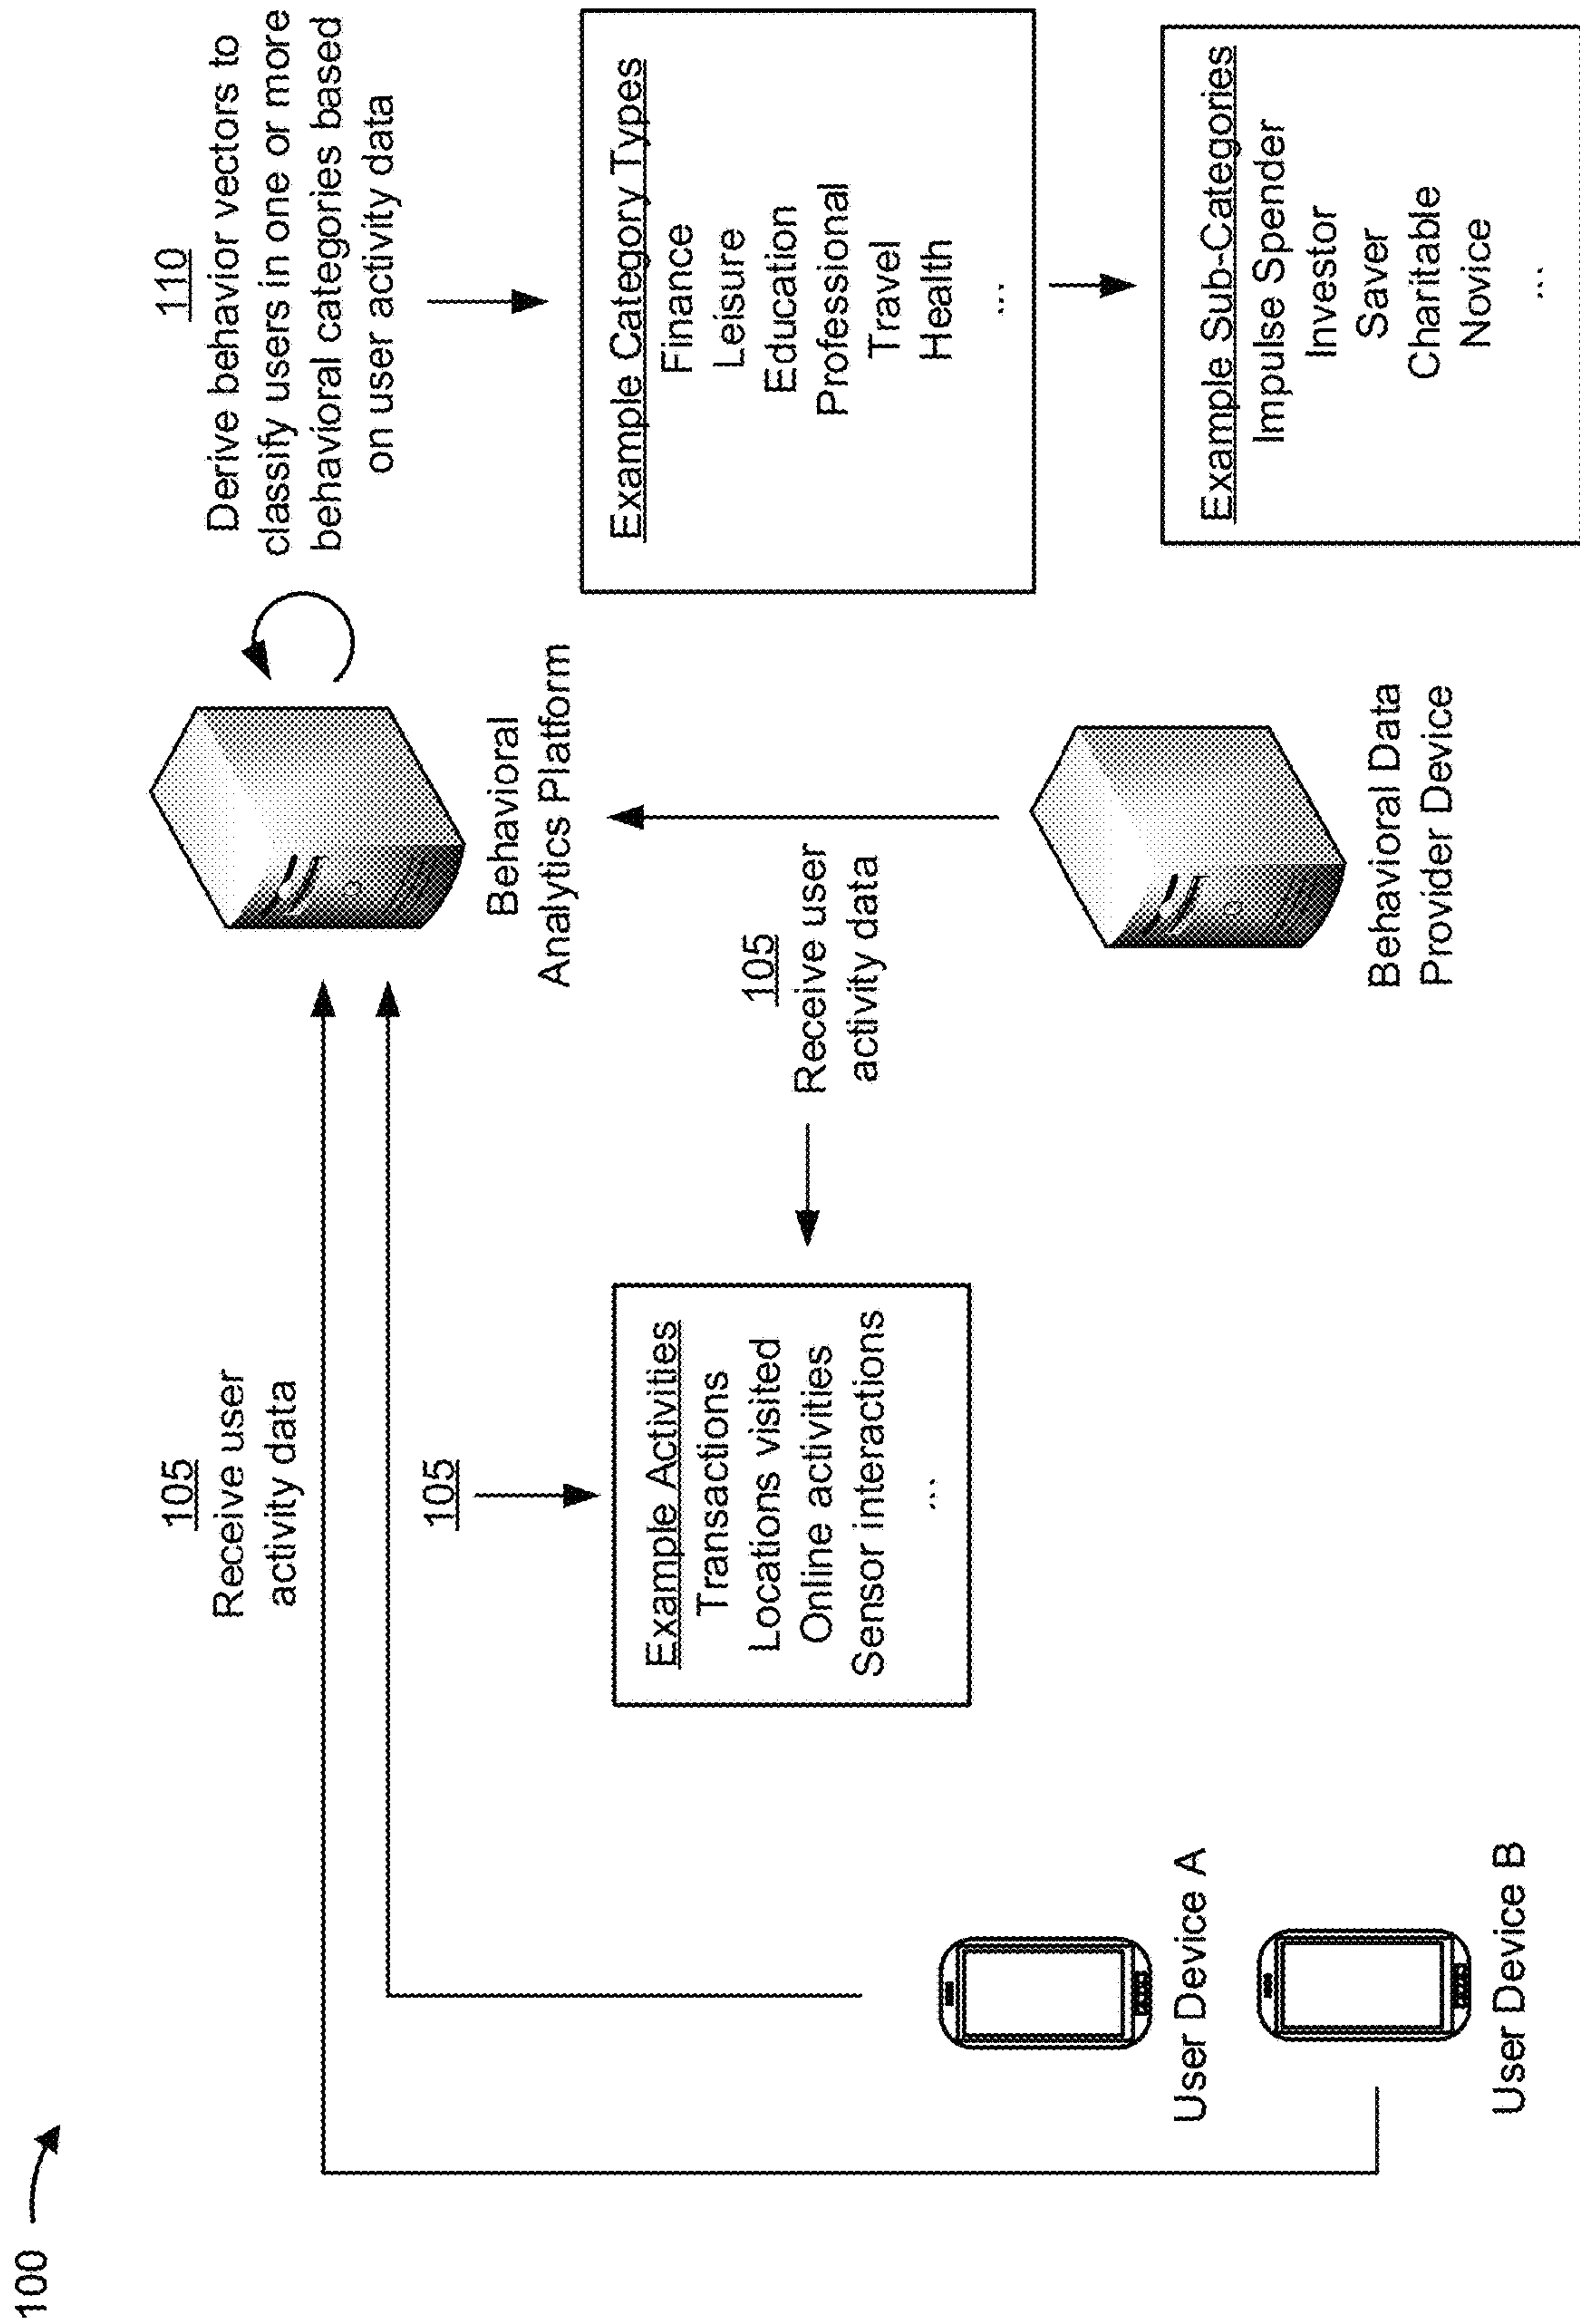 100
105
Receive user
activity data
105
Example Activities
Transactions
Locations visited
Online activities
Sensor interactions
...
User Device A
User Device B
Behavioral
Analytics Platform
105
Receive user
activity data
Behavioral Data
Provider Device
110
Derive behavior vectors to
classify users in one or more
behavioral categories based
on user activity data
Example Category Types
Finance
Leisure
Education
Professional
Travel
Health
...
Example Sub-Categories
Impulse Spender
Investor
Saver
Charitable
Novice
...